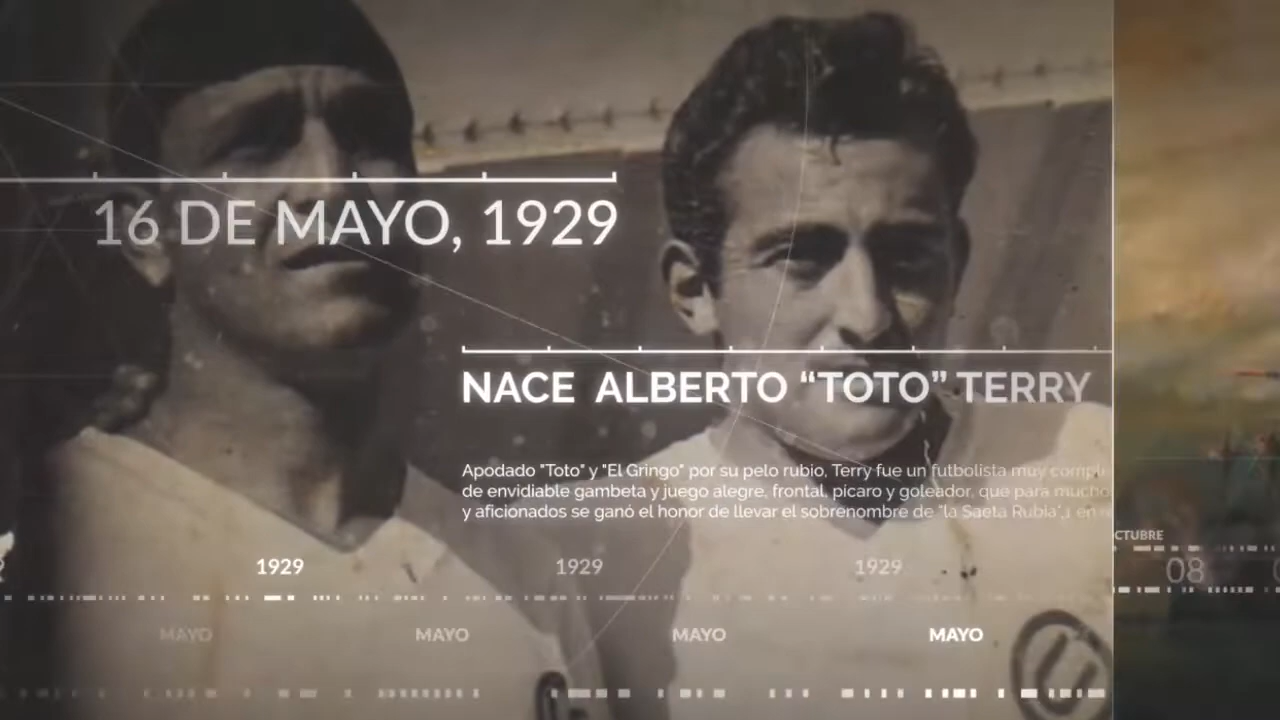 16 DE MAYO, 1929
NACE ALBERTO “TOTO” TERRY
Apodado "Toto" y "El Gringo" por su pelo rubio, Terry fue un futbolista muy
de envidiable gambeta y juego alegre, frontal, pícaro y goleador, que para
y aficionados se ganó el honor de llevar el sobrenombre de "la Saeta Rubia",
CTUBRE
1929 1929 1929
08
MAYO MAYO MAYO MAYO
U